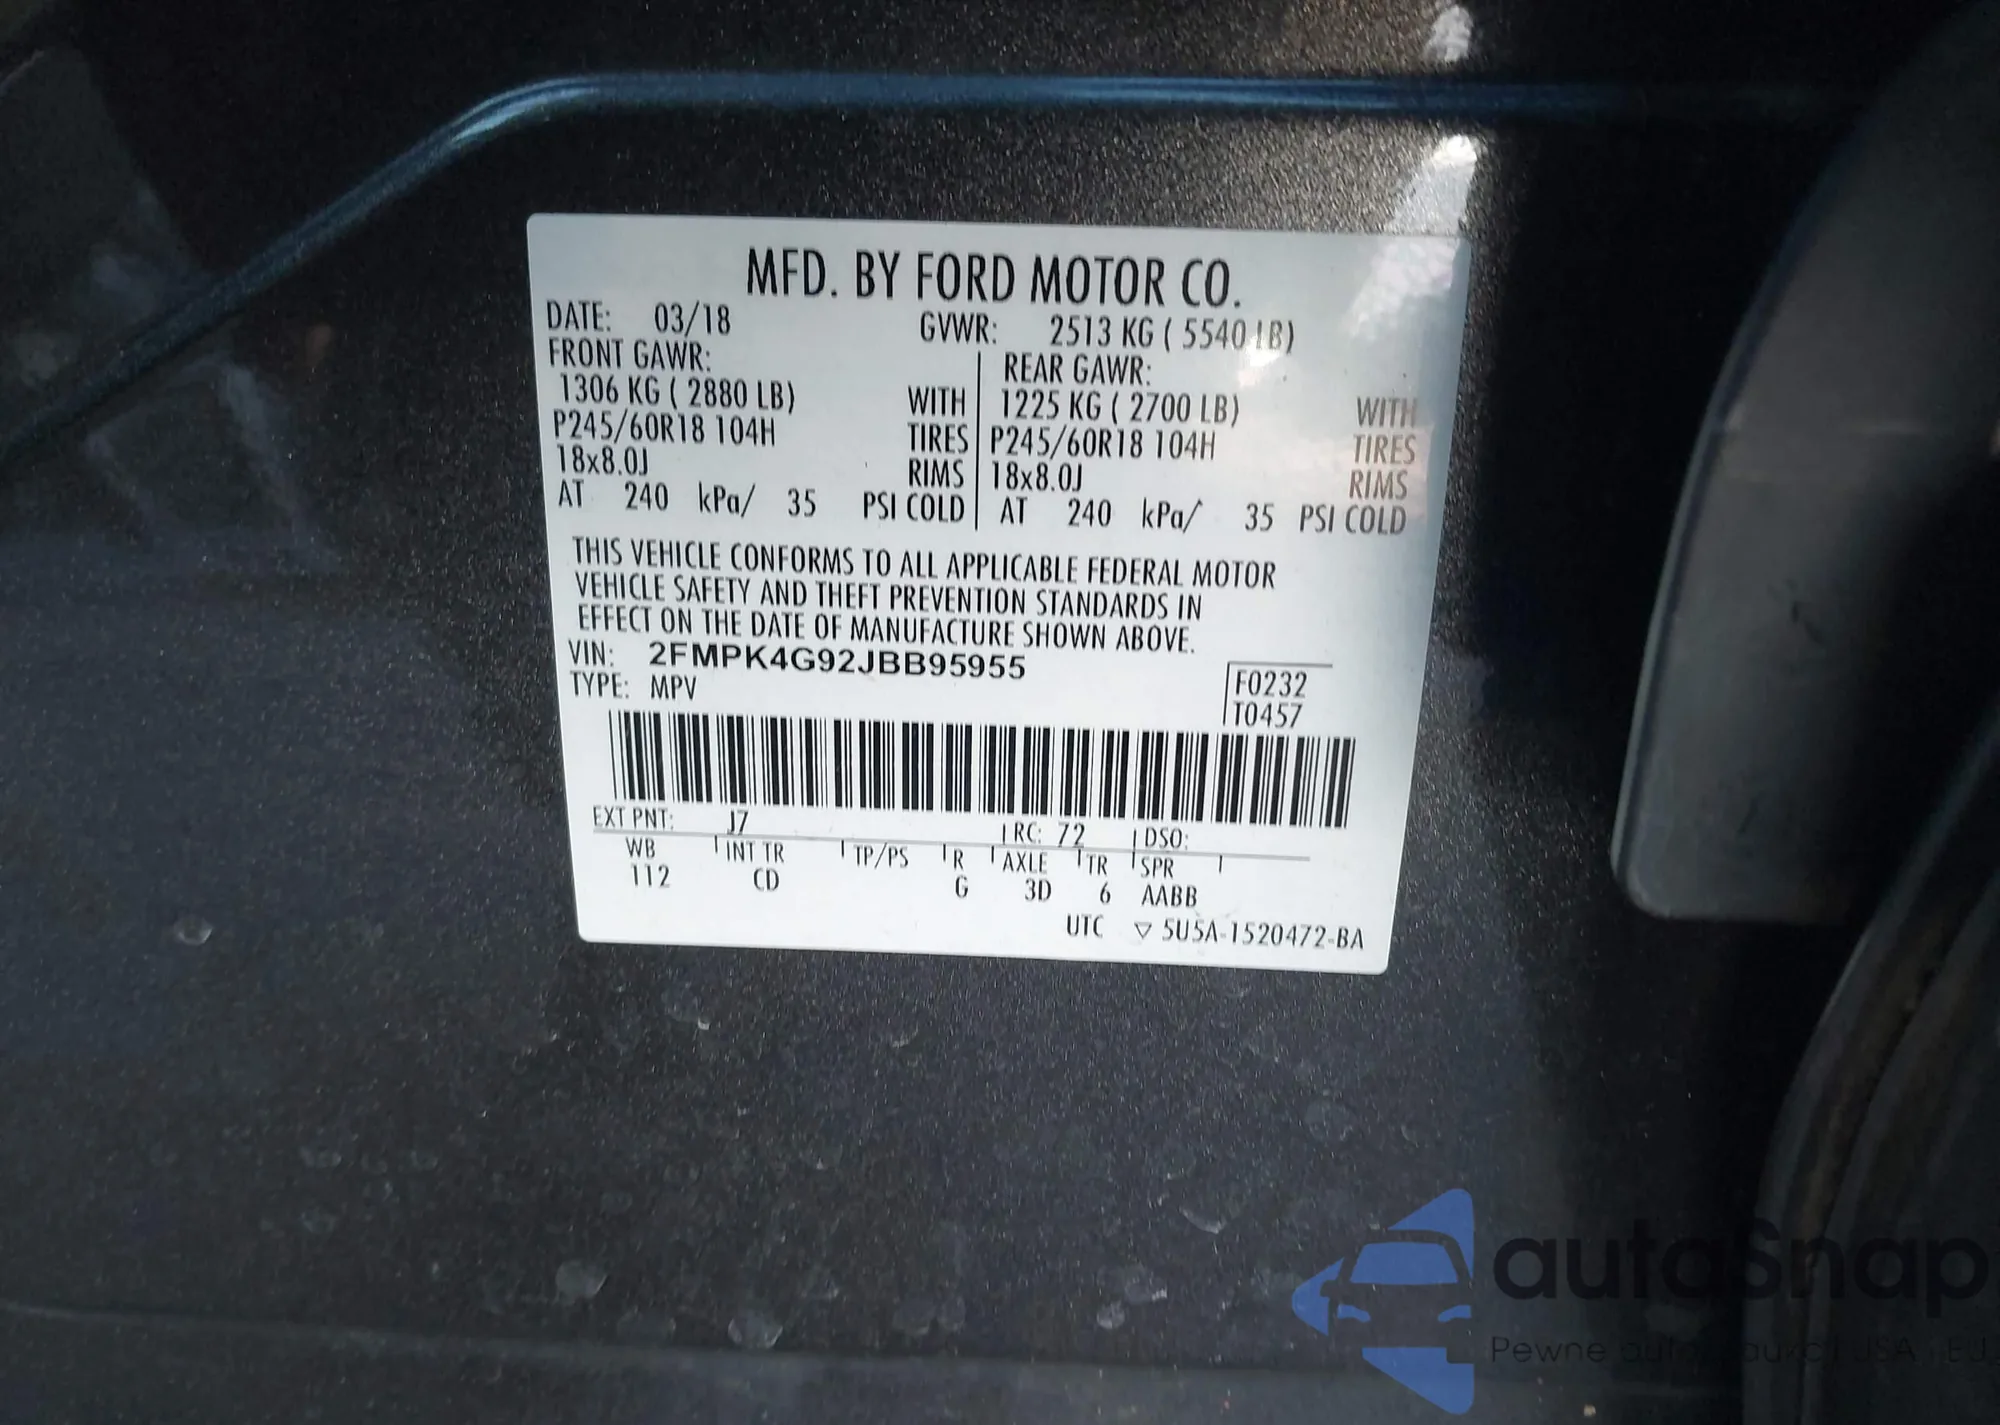 MFD. BY FORD MOTOR CO.
DATE: 03/18 GVWR: 2513 KG ( 5540 LB)
FRONT GAWR: REAR GAWR:
1306 KG ( 2880 LB) WITH 1225 KG ( 2700 LB) WITH
P245/60R18 104H TIRES P245/60R18 104H TIRES
18x8.0J RIMS 18x8.0J RIMS
AT 240 kPa/ 35 PSI COLD AT 240 kPa/ 35 PSI COLD
THIS VEHICLE CONFORMS TO ALL APPLICABLE FEDERAL MOTOR
VEHICLE SAFETY AND THEFT PREVENTION STANDARDS IN
EFFECT ON THE DATE OF MANUFACTURE SHOWN ABOVE.
VIN: 2FMPK4G92JBB95955
TYPE: MPV
F0232
T0457
EXT PNT: J7 RC: 72 DSO:
WB INT TR TP/PS R AXLE TR SPR
112 CD G 3D 6 AABB
UTC ▽ 5U5A-1520472-BA
autoSnap
Pewne auta
USA EU